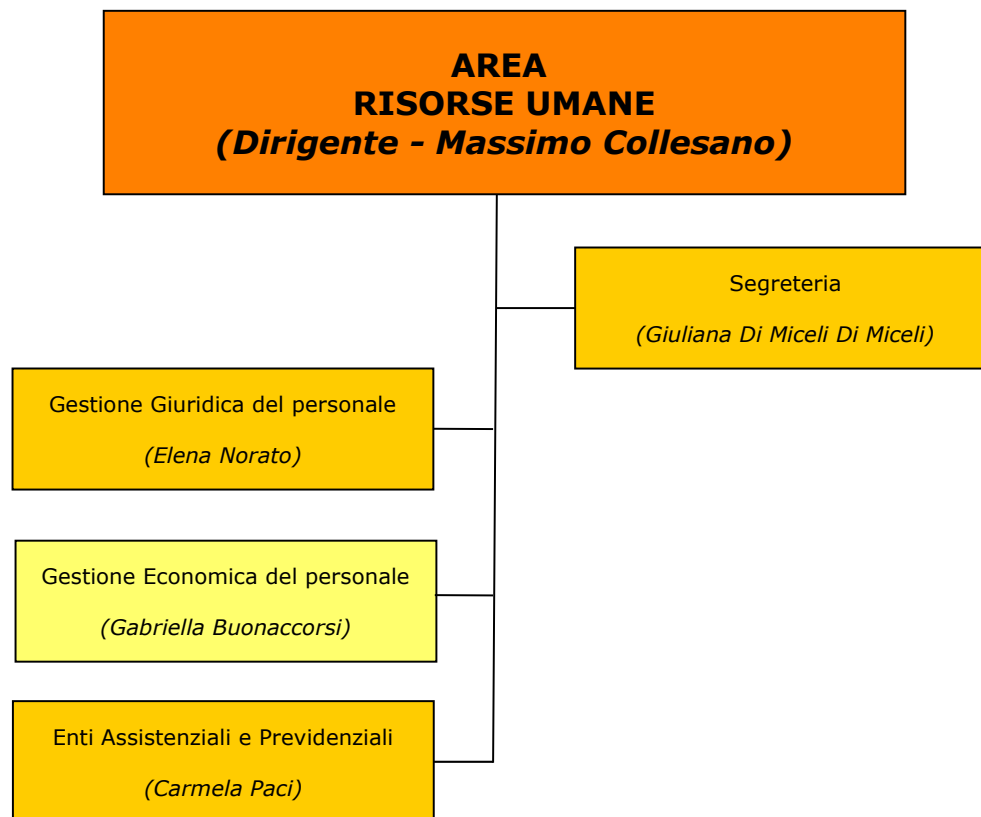 AREA
RISORSE UMANE
(Dirigente - Massimo Collesano)
Segreteria
(Giuliana Di Miceli Di Miceli)
Gestione Giuridica del personale
(Elena Norato)
Gestione Economica del personale
(Gabriella Buonaccorsi)
Enti Assistenziali e Previdenziali
(Carmela Paci)